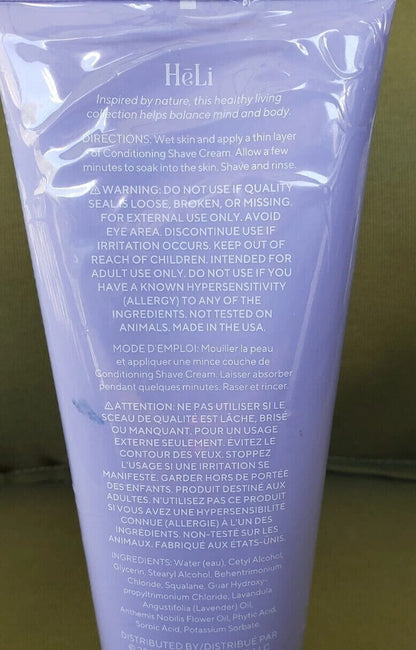 HēLi
Inspired by nature, this healthy living
collection helps balance mind and body.
DIRECTIONS: Wet skin and apply a thin layer
of Conditioning Shave Cream. Allow a few
minutes to soak into the skin. Shave and rinse.
⚠WARNING: DO NOT USE IF QUALITY
SEAL IS LOOSE, BROKEN, OR MISSING.
FOR EXTERNAL USE ONLY. AVOID
EYE AREA. DISCONTINUE USE IF
IRRITATION OCCURS. KEEP OUT OF
REACH OF CHILDREN. INTENDED FOR
ADULT USE ONLY. DO NOT USE IF YOU
HAVE A KNOWN HYPERSENSITIVITY
(ALLERGY) TO ANY OF THE
INGREDIENTS. NOT TESTED ON
ANIMALS. MADE IN THE USA.
MODE D'EMPLOI: Mouiller la peau
et appliquer une mince couche de
Conditioning Shave Cream. Laisser absorber
pendant quelques minutes. Raser et rincer.
⚠ATTENTION: NE PAS UTILISER SI LE
SCEAU DE QUALITÉ EST LÂCHE, BRISÉ
OU MANQUANT. POUR UN USAGE
EXTERNE SEULEMENT. ÉVITEZ LE
CONTOUR DES YEUX. STOPPEZ
L'USAGE SI UNE IRRITATION SE
MANIFESTE. GARDER HORS DE PORTÉE
DES ENFANTS. PRODUIT DESTINÉ AUX
ADULTES. N'UTILISEZ PAS CE PRODUIT
SI VOUS AVEZ UNE HYPERSENSIBILITÉ
CONNUE (ALLERGIE) A L'UN DES
INGRÉDIENTS: NON-TESTÉ SUR LES
ANIMAUX. FABRIQUÉ AUX ÉTATS-UNIS.
INGREDIENTS: Water (eau), Cetyl Alcohol,
Glycerin, Stearyl Alcohol, Behentrimonium
Chloride, Squalane, Guar Hydroxy-
propyltrimonium Chloride, Lavandula
Angustifolia (Lavender) Oil,
Anthemis Nobilis Flower Oil, Phytic Acid,
Sorbic Acid, Potassium Sorbate.
DISTRIBUTED BY/DISTRIBUÉ PAR